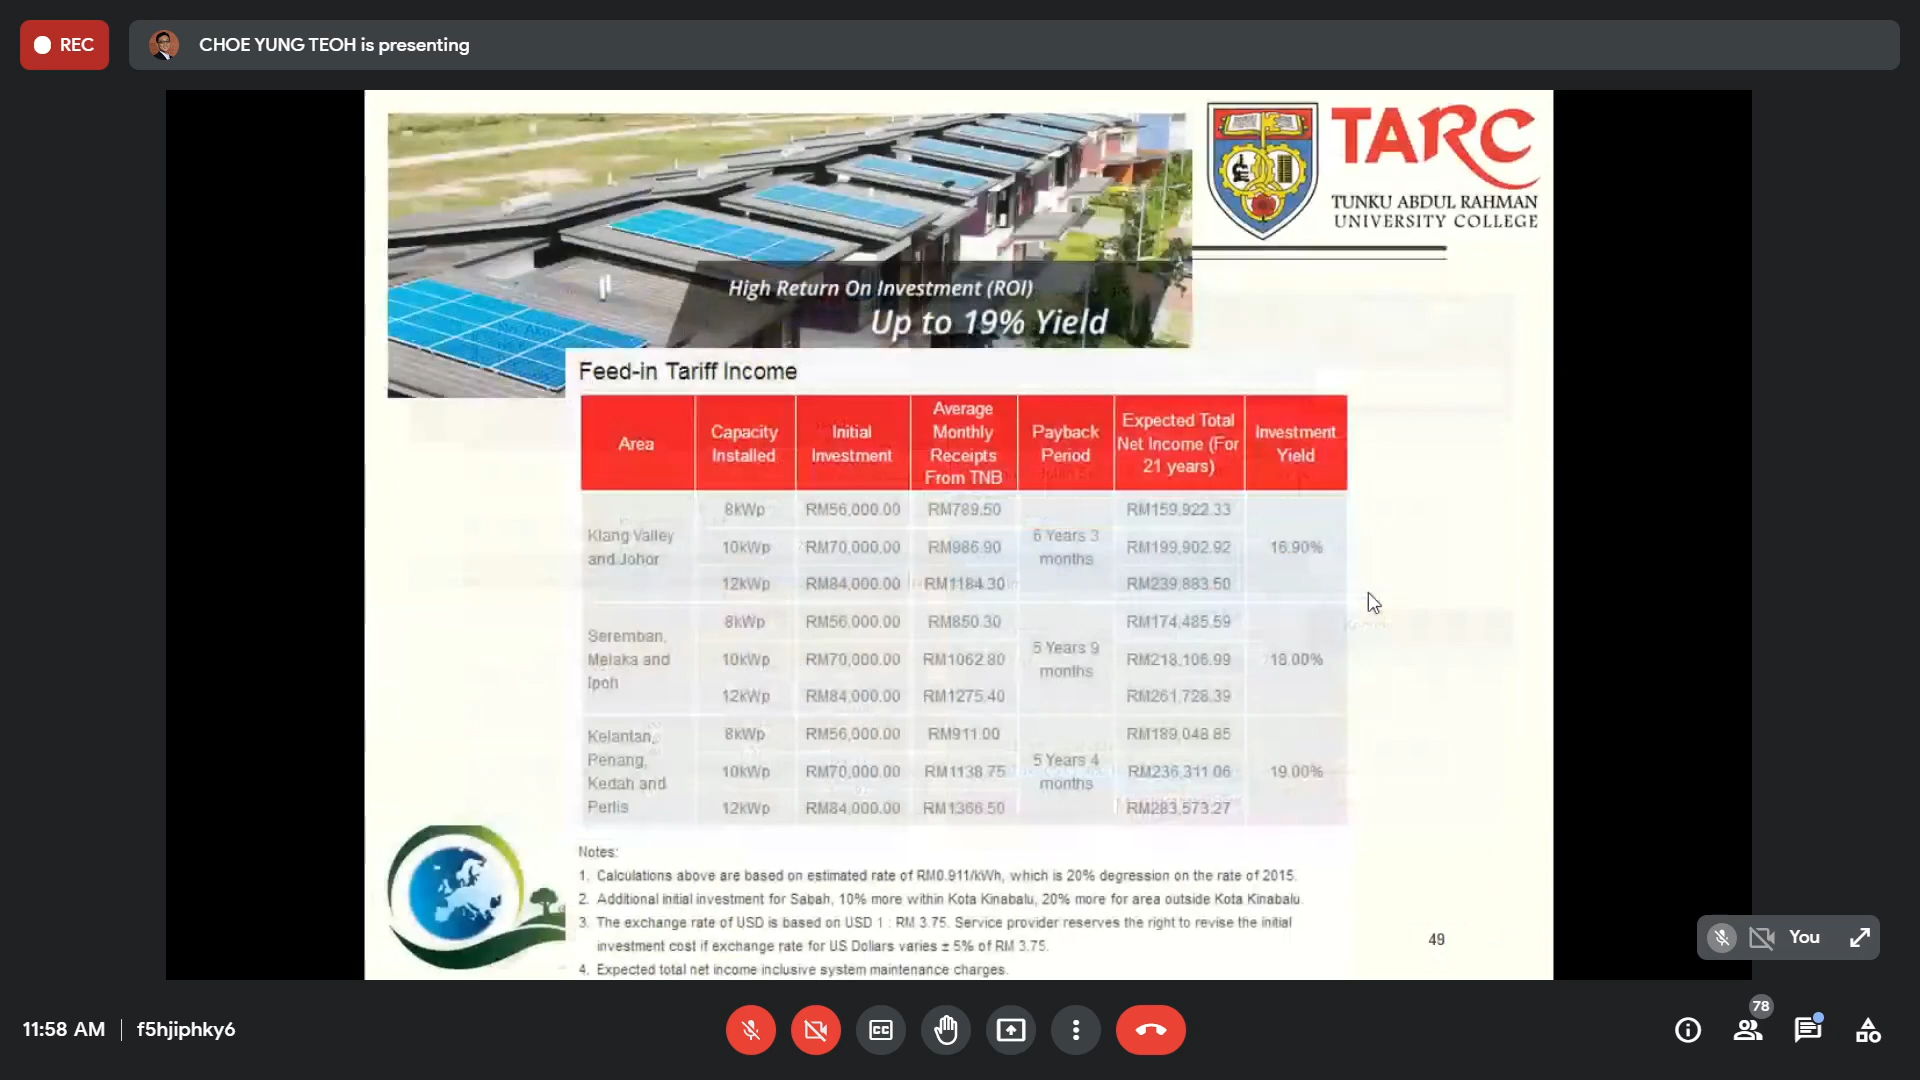 REC
CHOE YUNG TEOH is presenting
TARC
TUNKU ABDUL RAHMAN
UNIVERSITY COLLEGE
High Return On Investment (ROI)
Up to 19% Yield
Feed-in Tariff Income
Area Capacity Installed Initial Investment Average Monthly Receipts From TNB Payback Period Expected Total Net Income (For 21 years) Investment Yield
Klang Valley and Johor 8kWp RM56,000.00 RM789.50 6 Years 3 months RM159,922.33 16.90%
10kWp RM70,000.00 RM986.90 RM199,902.92
12kWp RM84,000.00 RM1184.30 RM239,883.50
Seremban, Melaka and Ipoh 8kWp RM56,000.00 RM850.30 5 Years 9 months RM174,485.59 18.00%
10kWp RM70,000.00 RM1062.80 RM218,106.99
12kWp RM84,000.00 RM1275.40 RM261,728.39
Kelantan, Penang, Kedah and Perlis 8kWp RM56,000.00 RM911.00 5 Years 4 months RM189,048.85 19.00%
10kWp RM70,000.00 RM1138.75 RM236,311.06
12kWp RM84,000.00 RM1366.50 RM283,573.27
Notes:
1. Calculations above are based on estimated rate of RM0.911/kWh, which is 20% degression on the rate of 2015.
2. Additional initial investment for Sabah, 10% more within Kota Kinabalu, 20% more for area outside Kota Kinabalu.
3. The exchange rate of USD is based on USD 1 : RM 3.75. Service provider reserves the right to revise the initial
investment cost if exchange rate for US Dollars varies ± 5% of RM 3.75.
4. Expected total net income inclusive system maintenance charges.
49
You
11:58 AM
f5hjiphky6
CC
78